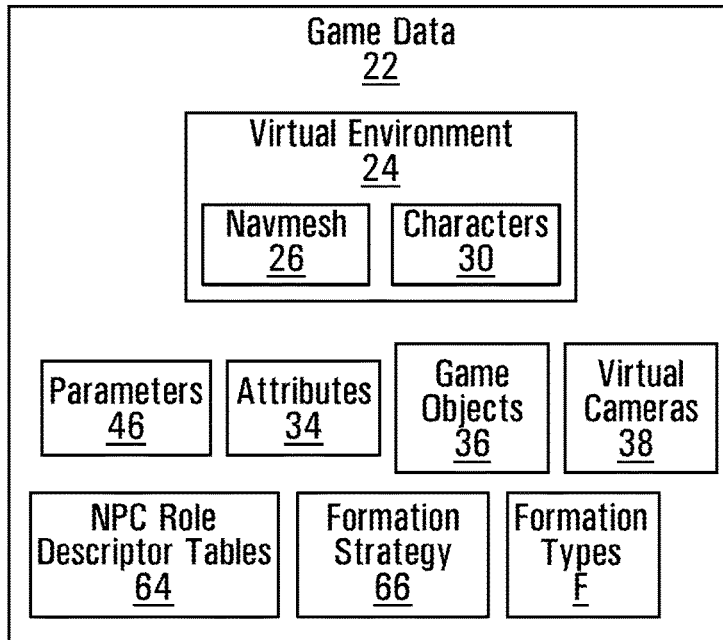 Game Data
22
Virtual Environment
24
Navmesh
26
Characters
30
Parameters
46
Attributes
34
Game
Objects
36
Virtual
Cameras
38
NPC Role
Descriptor Tables
64
Formation
Strategy
66
Formation
Types
F